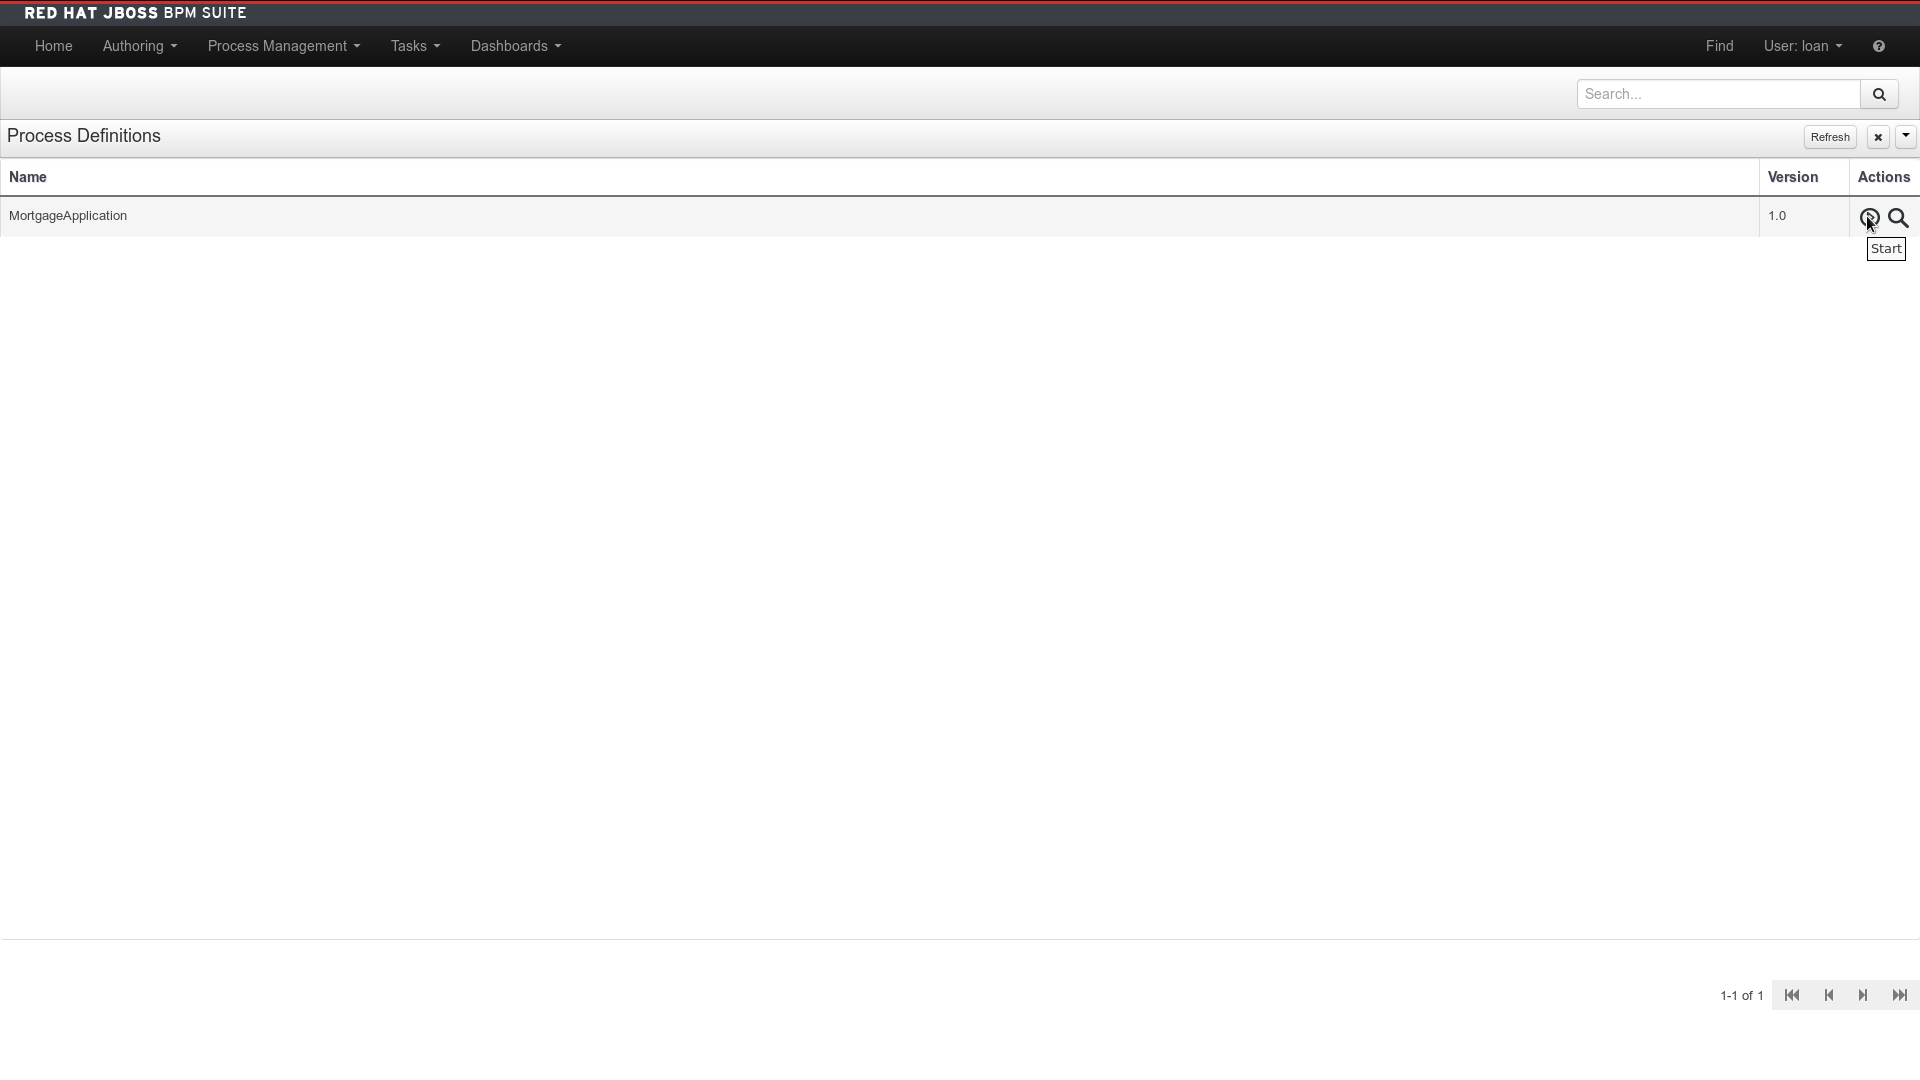 RED HAT JBOSS BPM SUITE
Home Authoring Process Management Tasks Dashboards Find User: loan
Search...
Process Definitions Refresh
Name Version Actions
MortgageApplication 1.0
Start
1-1 of 1